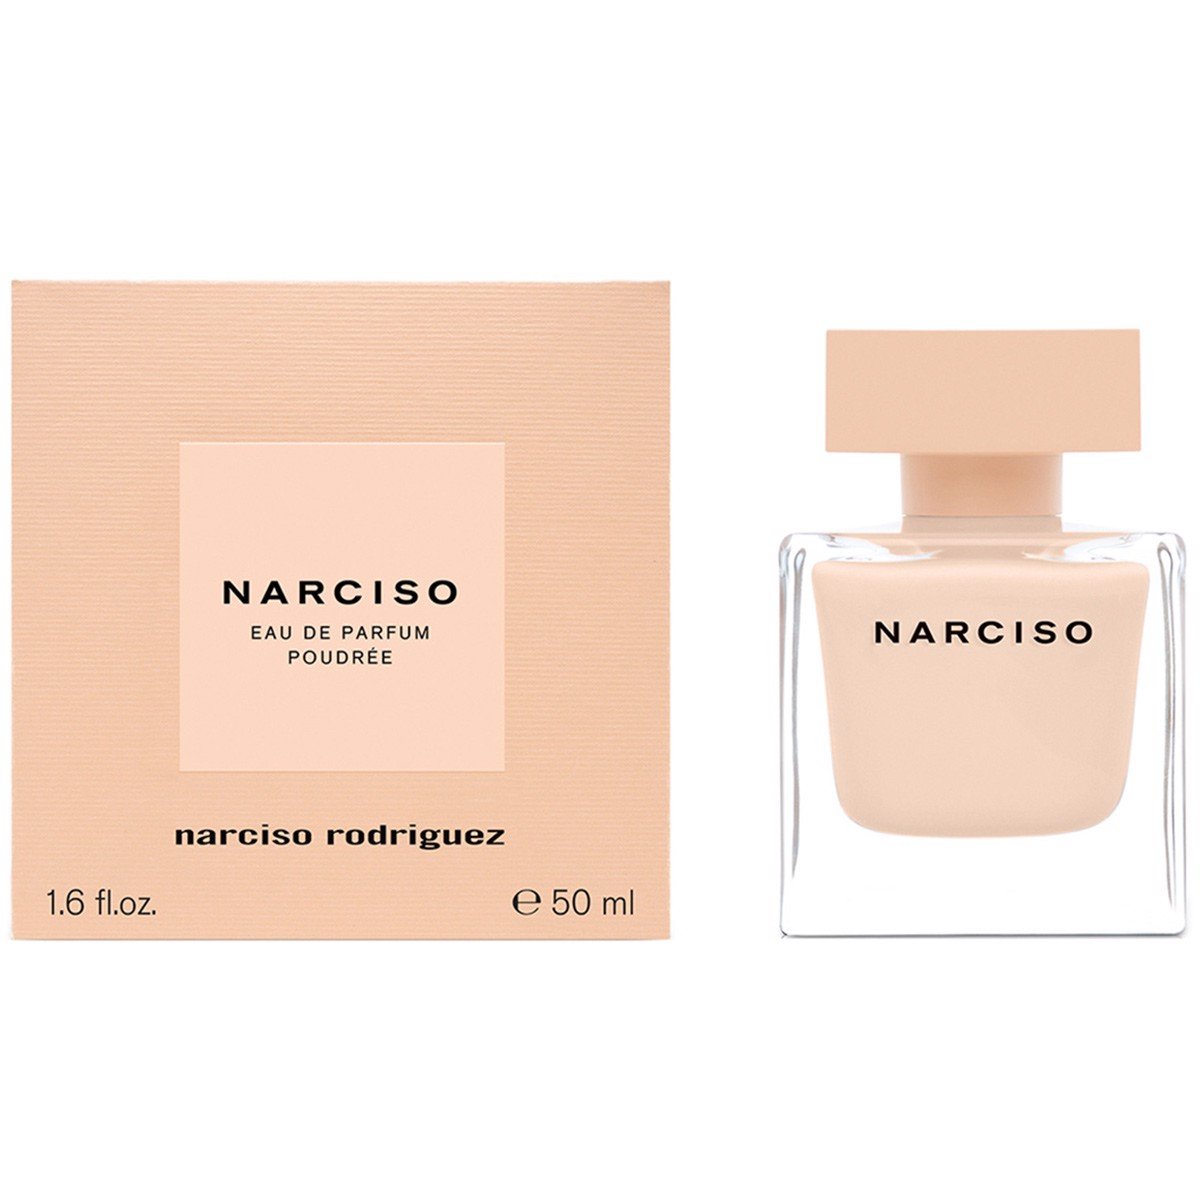 NARCISO
EAU DE PARFUM
POUDRÉE
narciso rodriguez
1.6 fl.oz.
℮ 50 ml
NARCISO